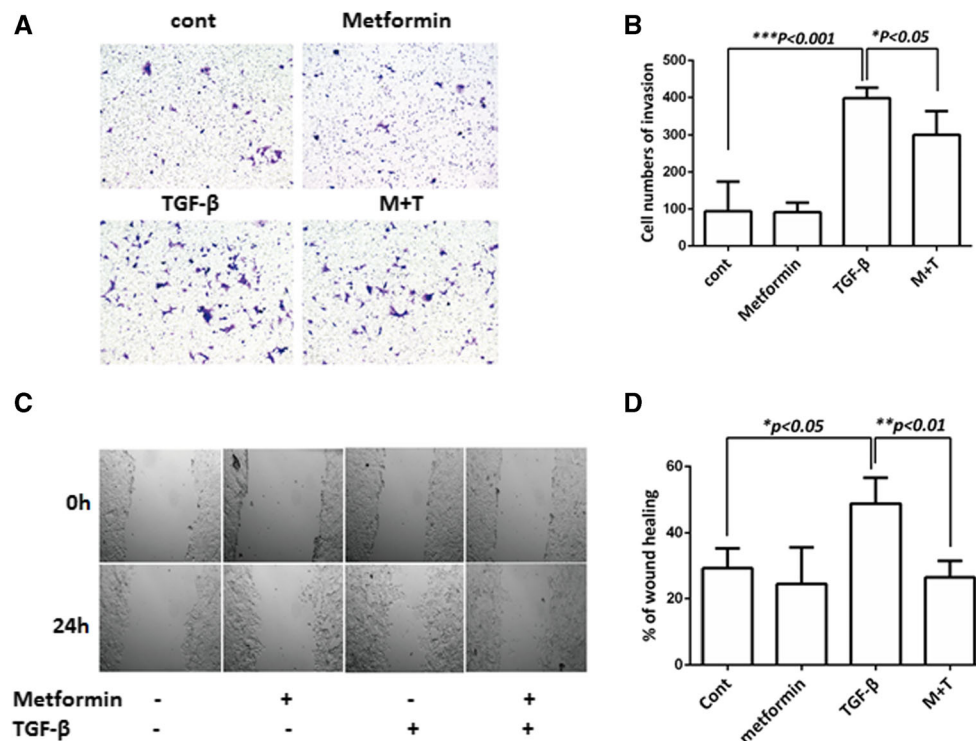 A
cont
Metformin
TGF-β
M+T
B
***P<0.001
*P<0.05
Cell numbers of invasion
500
400
300
200
100
0
cont
Metformin
TGF-β
M+T
C
0h
24h
Metformin - + - +
TGF-β - - + +
D
*p<0.05
**p<0.01
% of wound healing
60
40
20
0
Cont
metformin
TGF-β
M+T